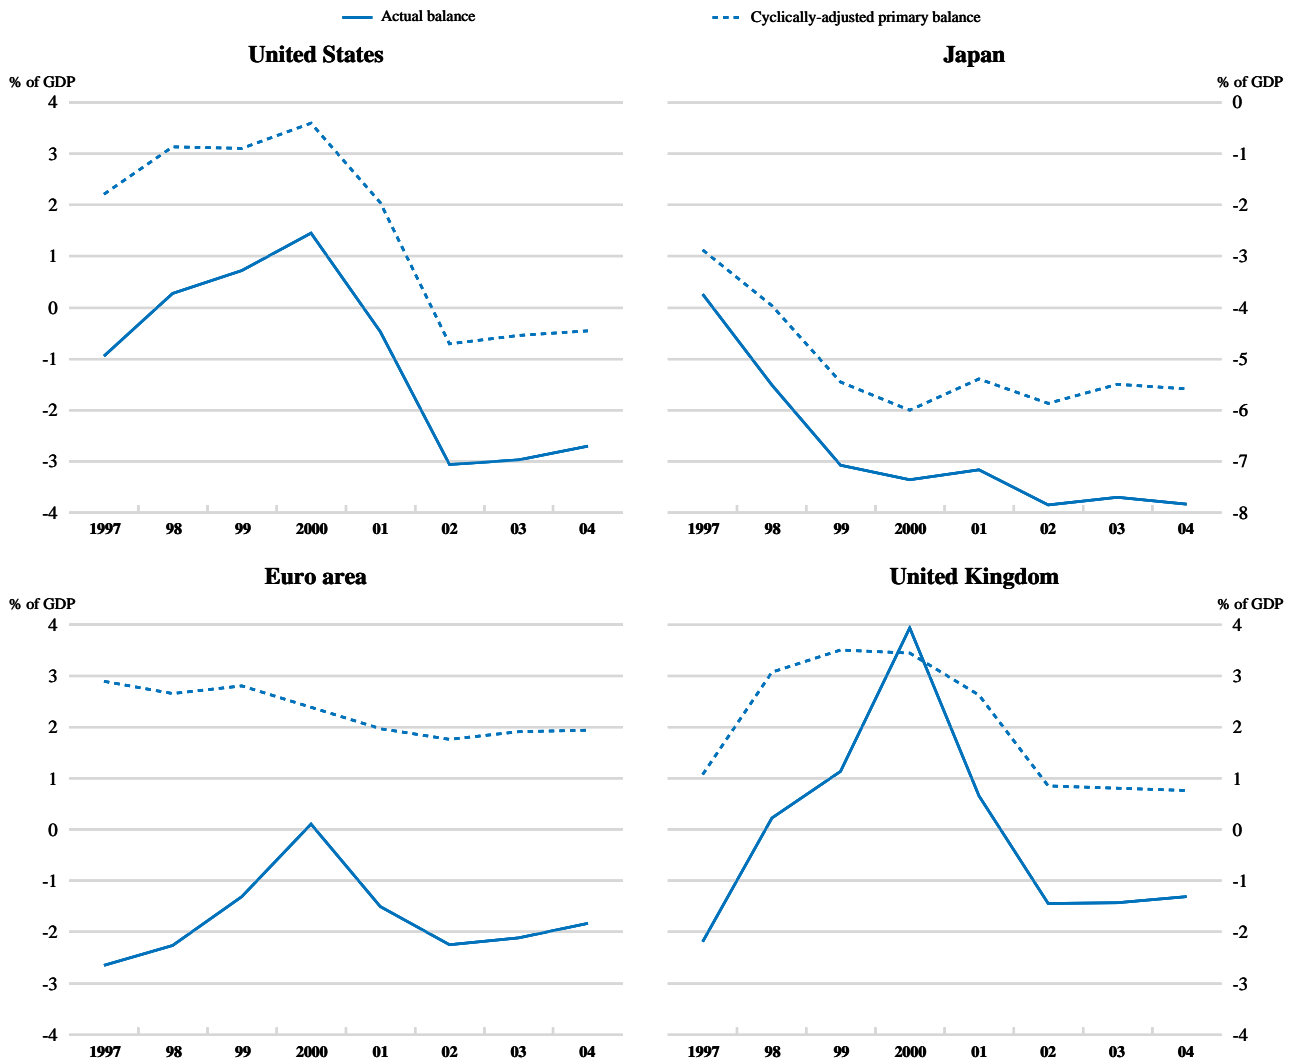 Actual balance
Cyclically-adjusted primary balance
United States
% of GDP
4
3
2
1
0
-1
-2
-3
-4
1997 98 99 2000 01 02 03 04
Japan
% of GDP
0
-1
-2
-3
-4
-5
-6
-7
-8
1997 98 99 2000 01 02 03 04
Euro area
% of GDP
4
3
2
1
0
-1
-2
-3
-4
1997 98 99 2000 01 02 03 04
United Kingdom
% of GDP
4
3
2
1
0
-1
-2
-3
-4
1997 98 99 2000 01 02 03 04